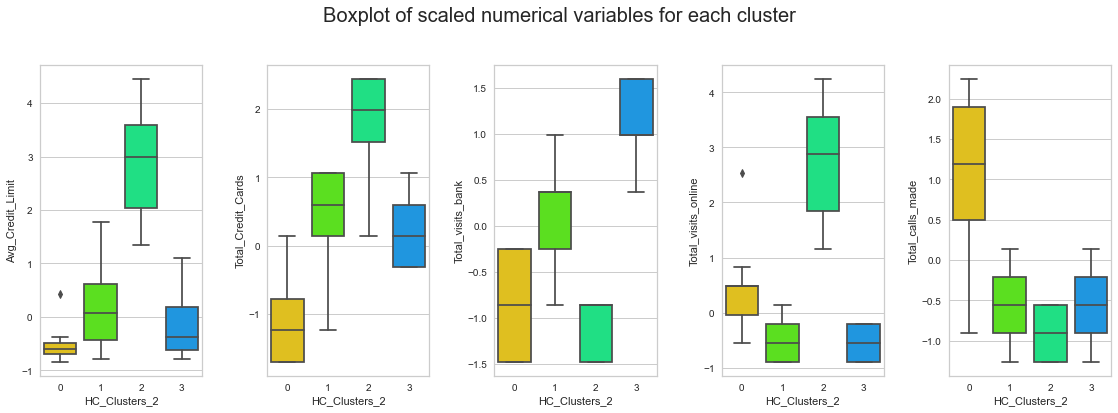 Boxplot of scaled numerical variables for each cluster
Avg_Credit_Limit
4
3
2
1
0
−1
0 1 2 3
HC_Clusters_2
Total_Credit_Cards
2
1
0
−1
0 1 2 3
HC_Clusters_2
Total_visits_bank
1.5
1.0
0.5
0.0
−0.5
−1.0
−1.5
0 1 2 3
HC_Clusters_2
Total_visits_online
4
3
2
1
0
−1
0 1 2 3
HC_Clusters_2
Total_calls_made
2.0
1.5
1.0
0.5
0.0
−0.5
−1.0
0 1 2 3
HC_Clusters_2